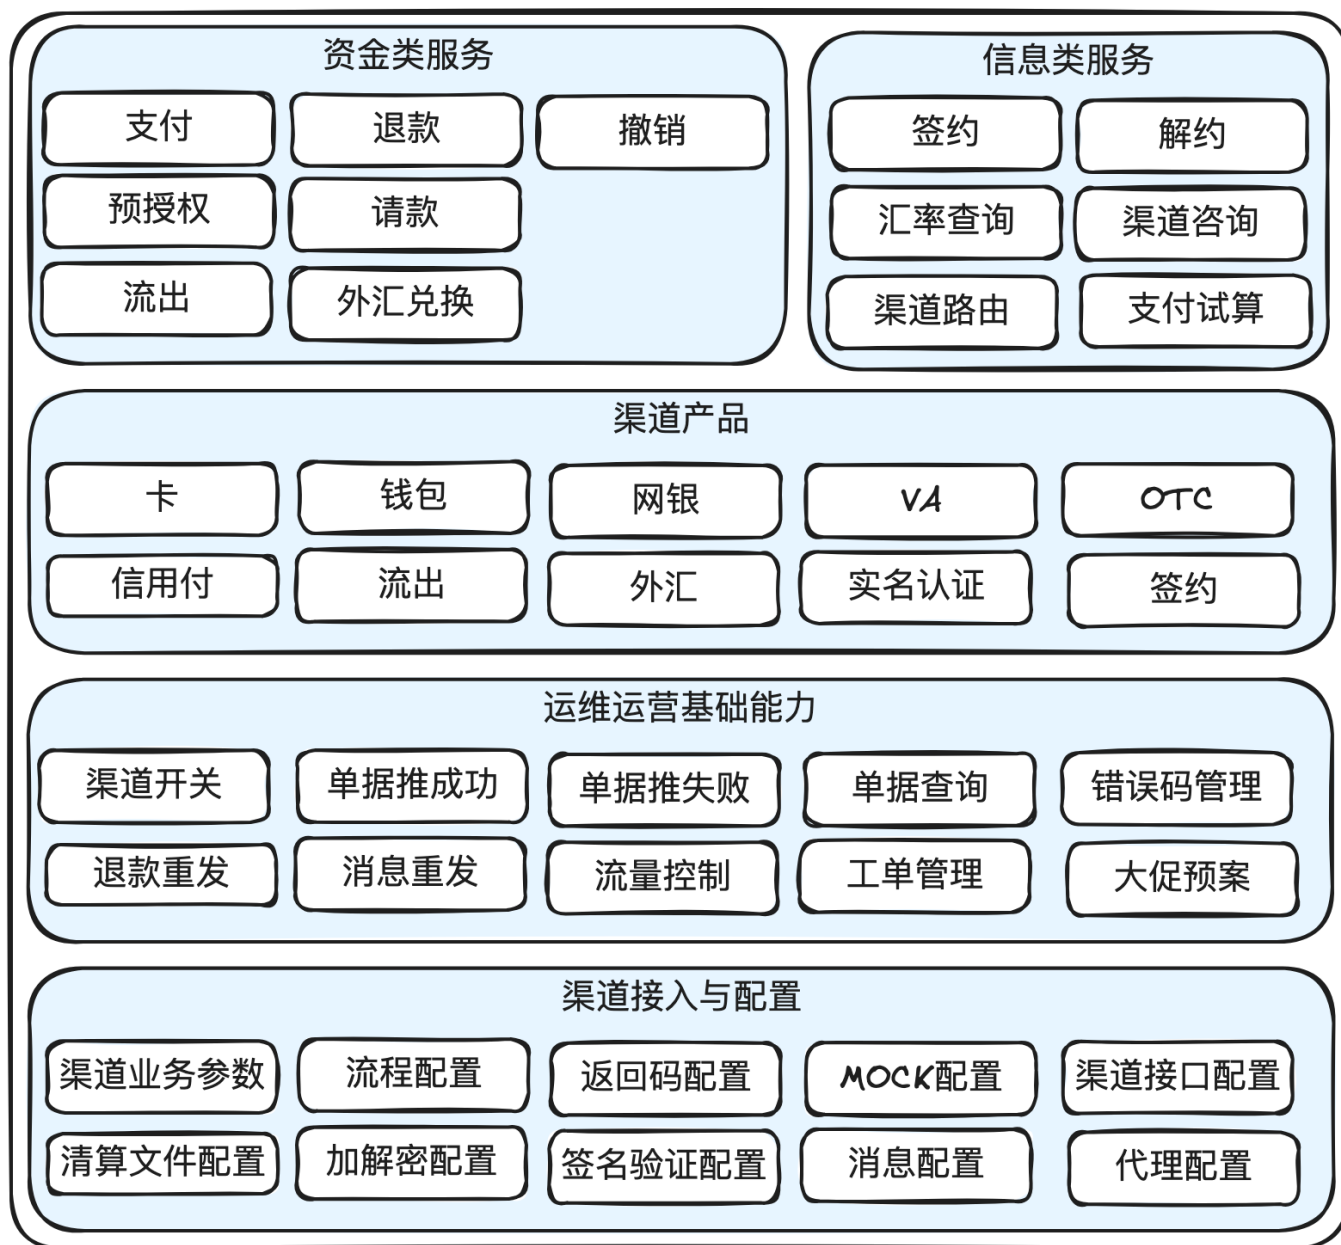 资金类服务
支付 退款 撤销
预授权 请款
流出 外汇兑换
信息类服务
签约 解约
汇率查询 渠道咨询
渠道路由 支付试算
渠道产品
卡 钱包 网银 VA OTC
信用付 流出 外汇 实名认证 签约
运维运营基础能力
渠道开关 单据推成功 单据推失败 单据查询 错误码管理
退款重发 消息重发 流量控制 工单管理 大促预案
渠道接入与配置
渠道业务参数 流程配置 返回码配置 MOCK配置 渠道接口配置
清算文件配置 加解密配置 签名验证配置 消息配置 代理配置